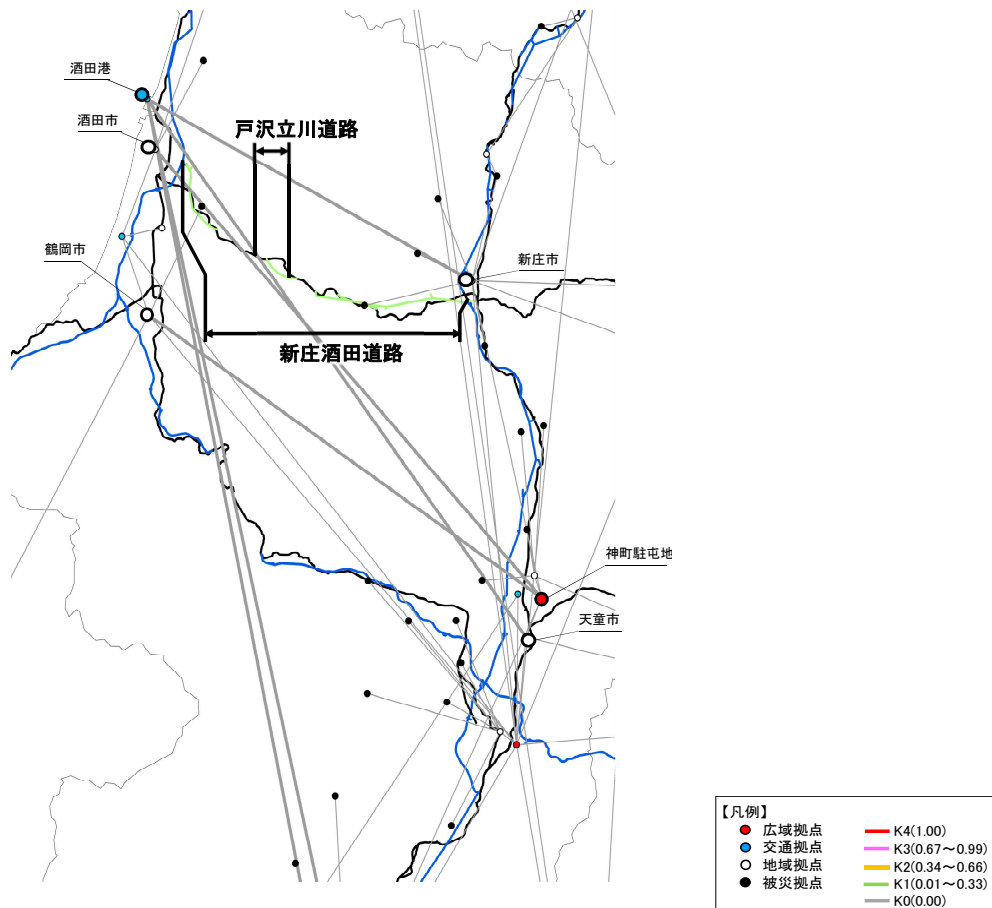 酒田港
酒田市
戸沢立川道路
鶴岡市
新庄市
新庄酒田道路
神町駐屯地
天童市
【凡例】
広域拠点
交通拠点
地域拠点
被災拠点
K4(1.00)
K3(0.67～0.99)
K2(0.34～0.66)
K1(0.01～0.33)
K0(0.00)